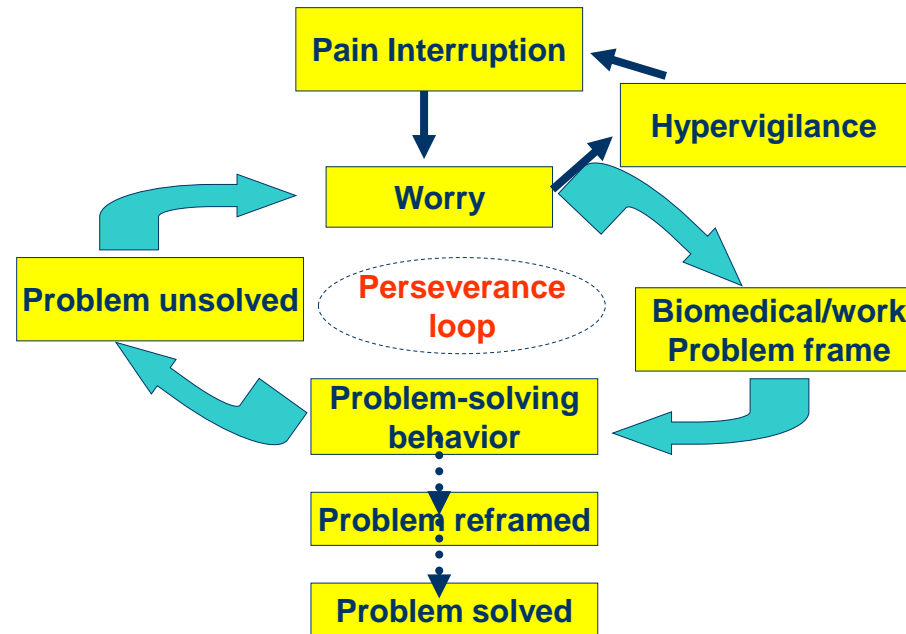 Pain Interruption
Hypervigilance
Worry
Problem unsolved
Perseverance
loop
Biomedical/work
Problem frame
Problem-solving
behavior
Problem reframed
Problem solved